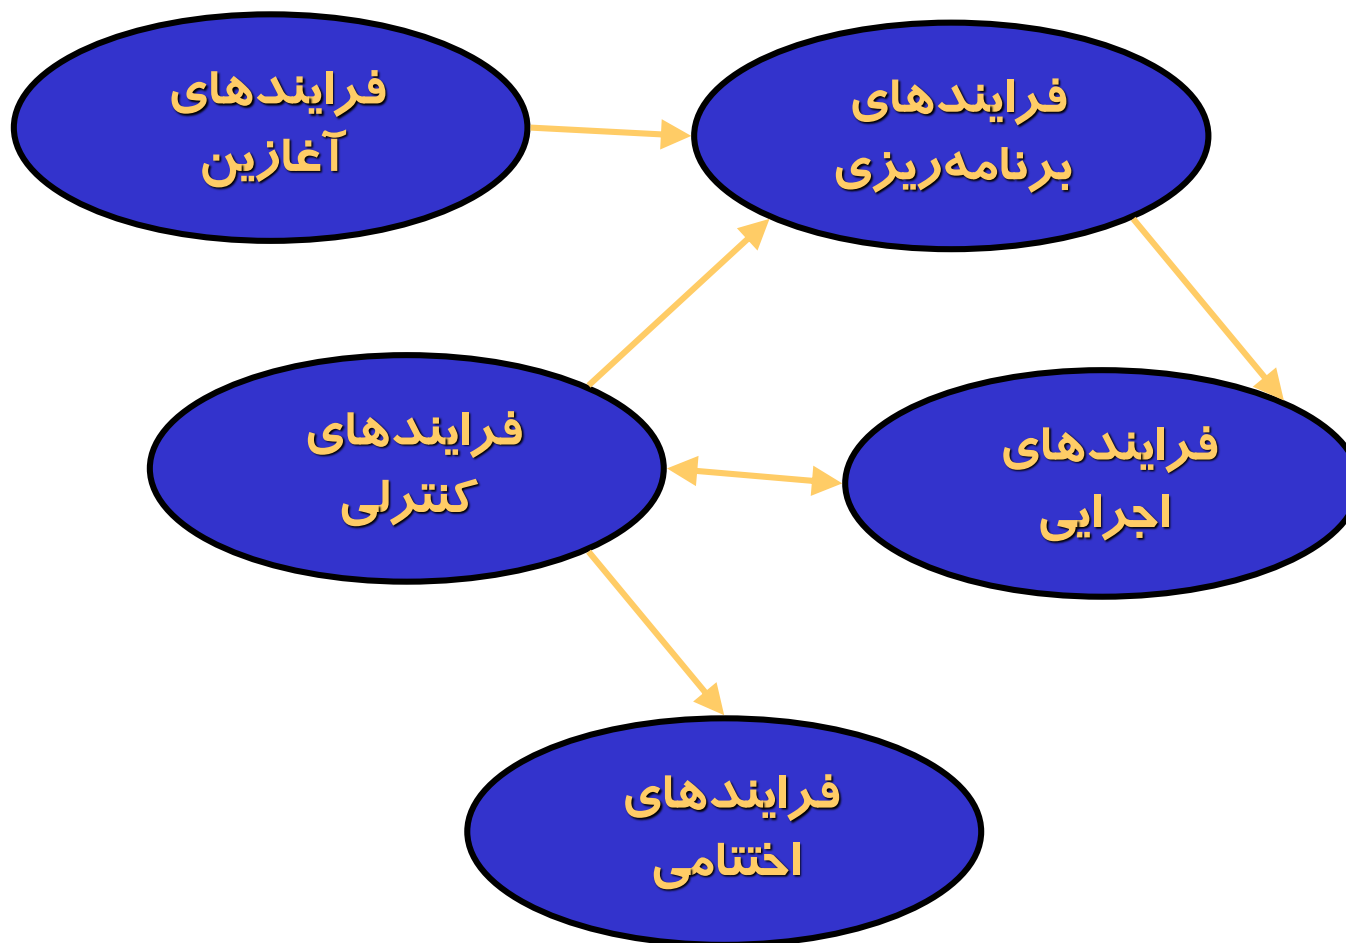 فرایندهای
آغازین
فرایندهای
برنامه‌ریزی
فرایندهای
کنترلی
فرایندهای
اجرایی
فرایندهای
اختتامی